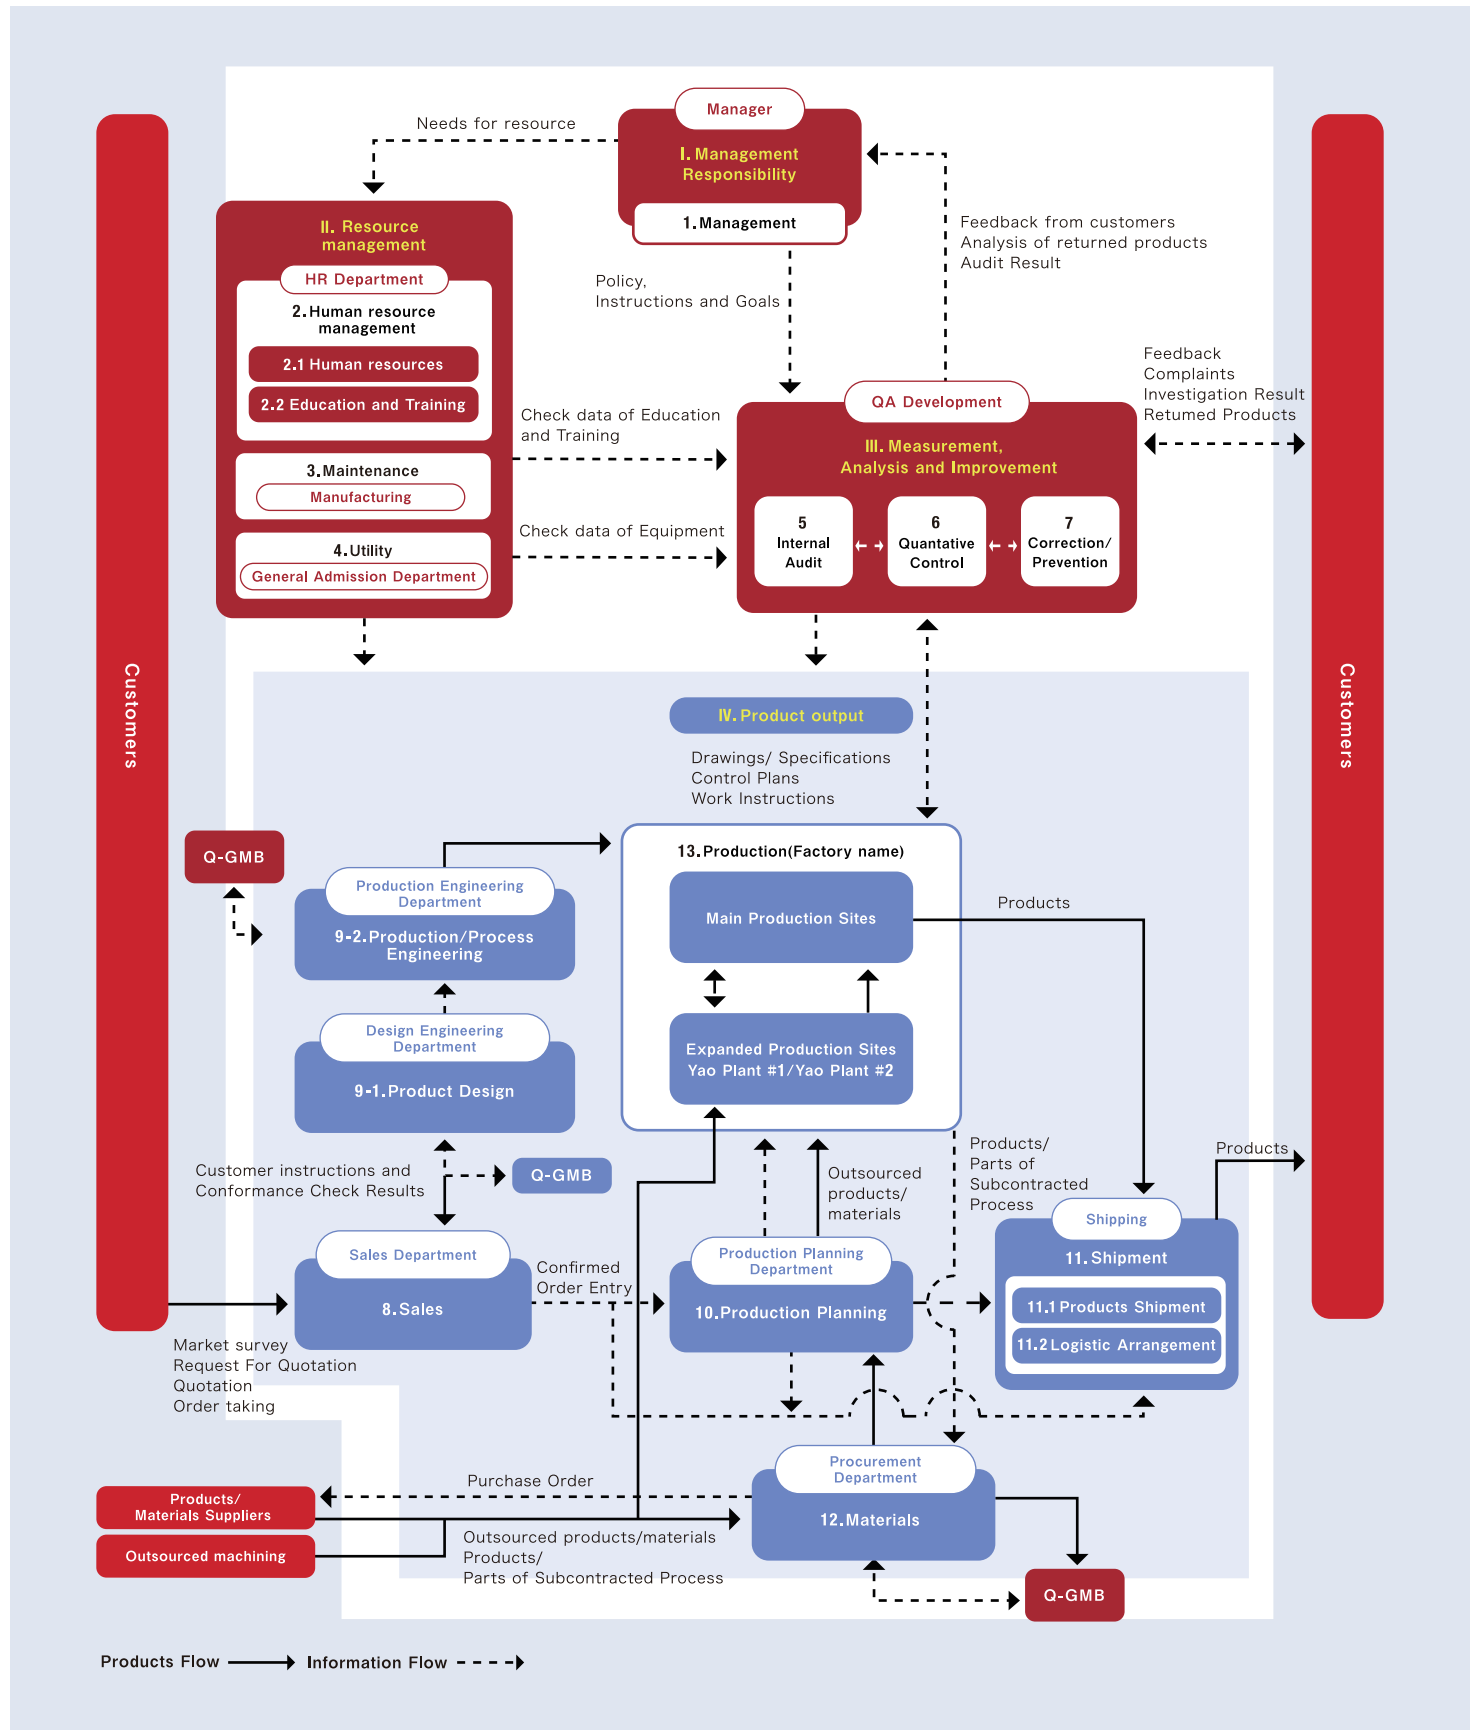 Manager
I. Management
Responsibility
1. Management
Needs for resource
II. Resource
management
HR Department
2. Human resource
management
2.1 Human resources
2.2 Education and Training
3. Maintenance
Manufacturing
4. Utility
General Admission Department
Policy,
Instructions and Goals
Feedback from customers
Analysis of returned products
Audit Result
Check data of Education
and Training
Check data of Equipment
QA Development
III. Measurement,
Analysis and Improvement
5
Internal
Audit
6
Quantative
Control
7
Correction/
Prevention
Feedback
Complaints
Investigation Result
Retumed Products
Customers
Customers
IV. Product output
Drawings/ Specifications
Control Plans
Work Instructions
Q-GMB
Production Engineering
Department
9-2. Production/Process
Engineering
Design Engineering
Department
9-1. Product Design
13. Production(Factory name)
Main Production Sites
Expanded Production Sites
Yao Plant #1/Yao Plant #2
Products
Customer instructions and
Conformance Check Results
Q-GMB
Outsourced
products/
materials
Products/
Parts of
Subcontracted
Process
Products
Sales Department
8. Sales
Confirmed
Order Entry
Production Planning
Department
10. Production Planning
Shipping
11. Shipment
11.1 Products Shipment
11.2 Logistic Arrangement
Market survey
Request For Quotation
Quotation
Order taking
Procurement
Department
12. Materials
Purchase Order
Products/
Materials Suppliers
Outsourced machining
Outsourced products/materials
Products/
Parts of Subcontracted Process
Q-GMB
Products Flow
Information Flow